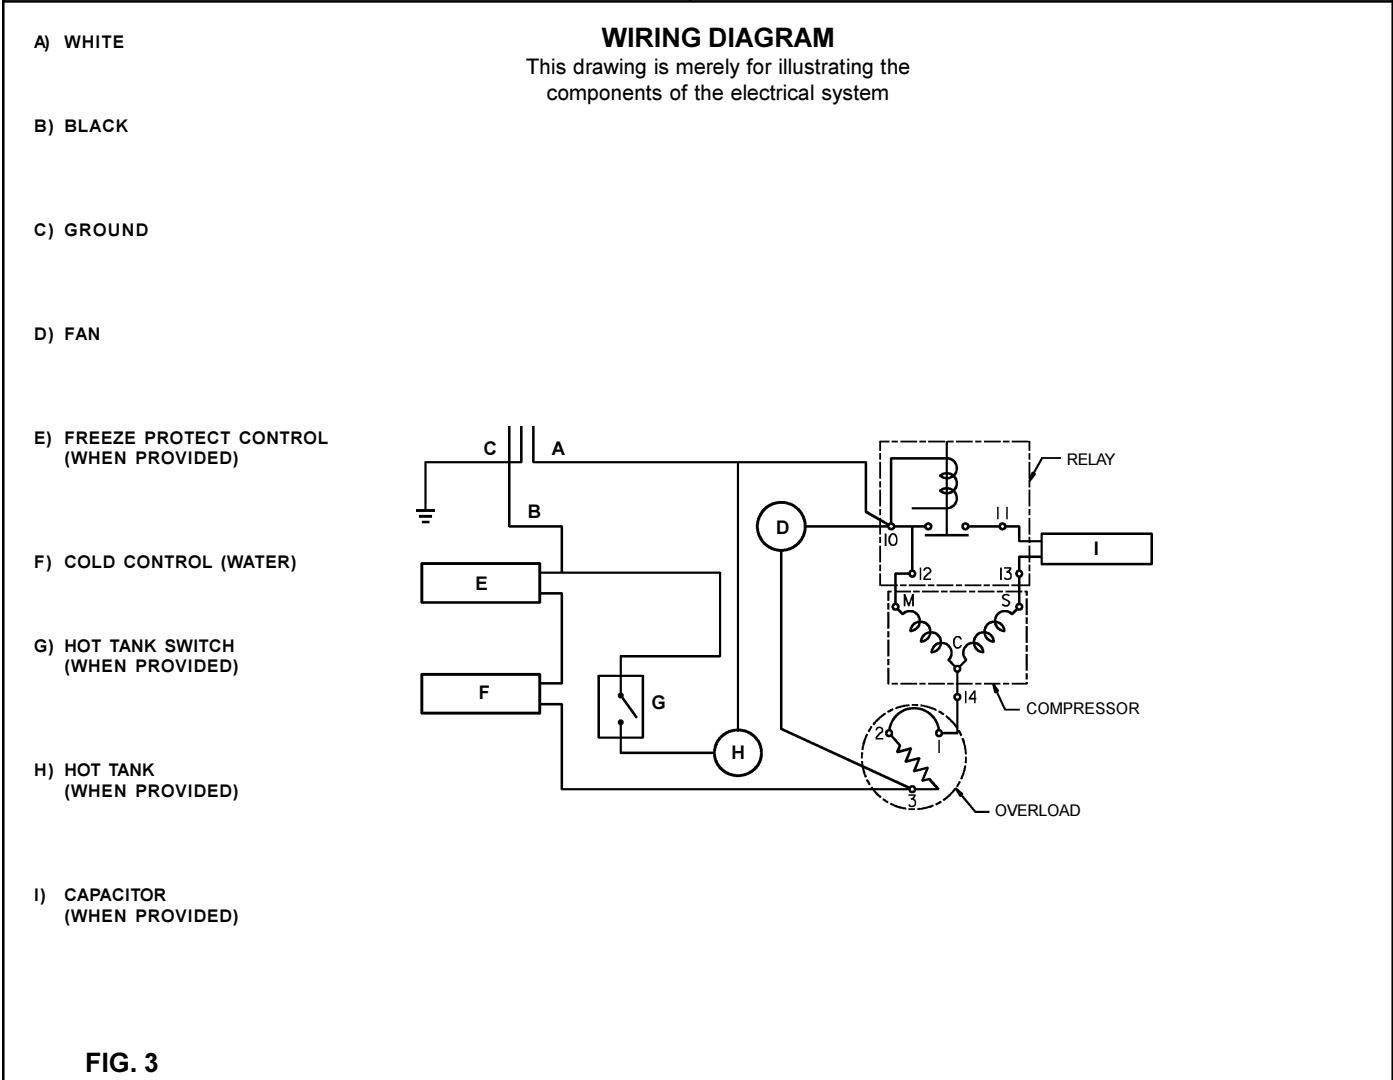 WIRING DIAGRAM
This drawing is merely for illustrating the
components of the electrical system
A) WHITE
B) BLACK
C) GROUND
D) FAN
E) FREEZE PROTECT CONTROL
(WHEN PROVIDED)
F) COLD CONTROL (WATER)
G) HOT TANK SWITCH
(WHEN PROVIDED)
H) HOT TANK
(WHEN PROVIDED)
I) CAPACITOR
(WHEN PROVIDED)
C A
B
E
F
G
H
D
RELAY
10
11
I
12
13
M
S
C
14
COMPRESSOR
2
1
3
OVERLOAD
FIG. 3